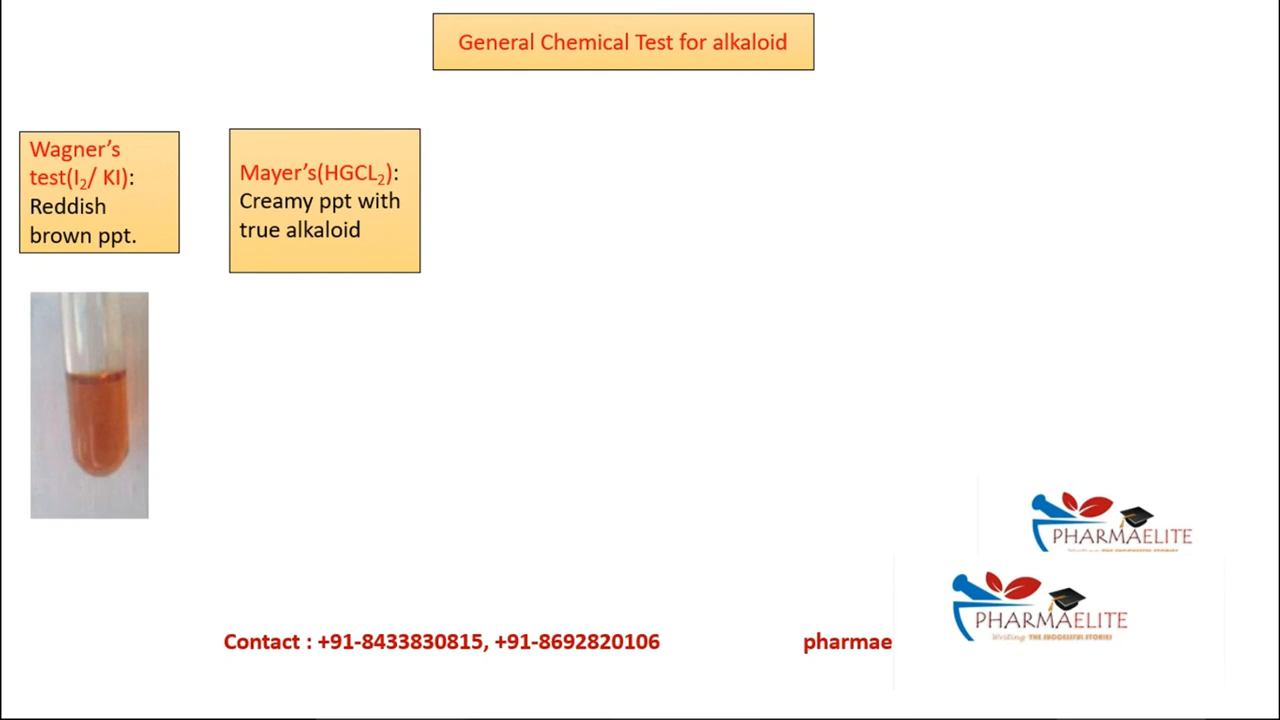 General Chemical Test for alkaloid
Wagner’s
test(I₂/ KI):
Reddish
brown ppt.
Mayer’s(HGCL₂):
Creamy ppt with
true alkaloid
PHARMAELITE
PHARMAELITE
Writing THE SUCCESSFUL STORIES
Contact : +91-8433830815, +91-8692820106
pharmae